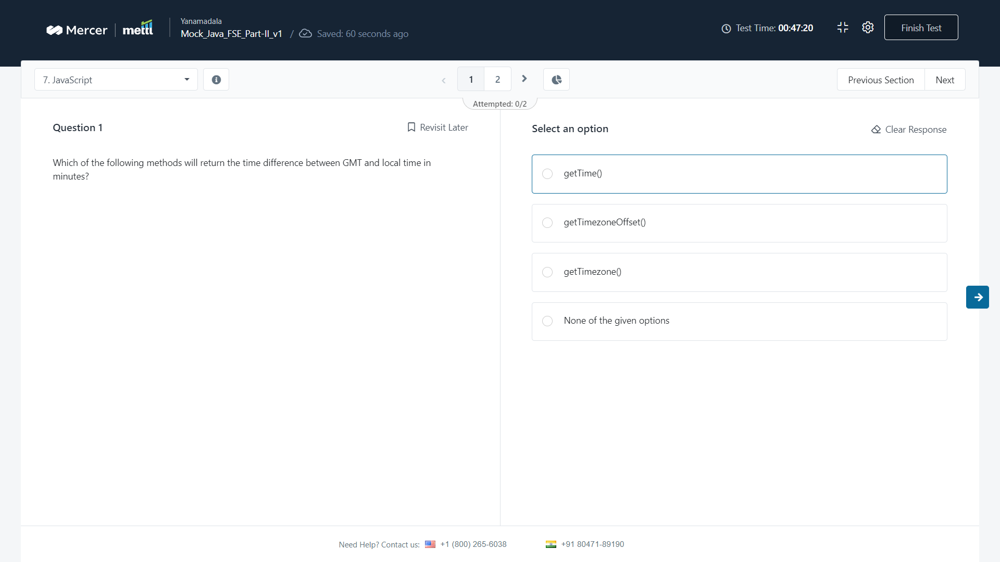 Mercer
mettl
Yanamadala
Mock_Java_FSE_Part-II_v1 / Saved: 60 seconds ago
Test Time: 00:47:20
Finish Test
7. JavaScript
1
2
Previous Section
Next
Attempted: 0/2
Question 1
Revisit Later
Which of the following methods will return the time difference between GMT and local time in
minutes?
Select an option
Clear Response
getTime()
getTimezoneOffset()
getTimezone()
None of the given options
Need Help? Contact us: +1 (800) 265-6038
+91 80471-89190